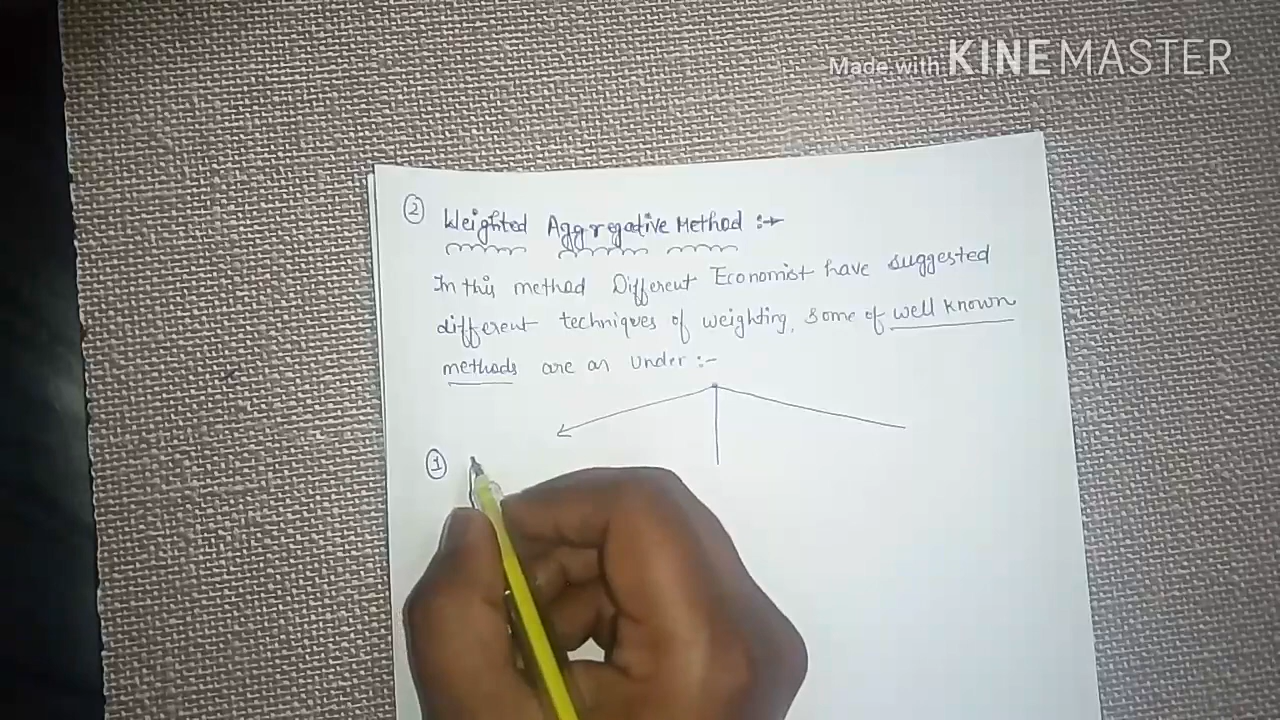 Made with KINEMASTER
② Weighted Aggregative Method :→
In this method Different Economist have suggested
different techniques of weighting, some of well known
methods are as under :-
①